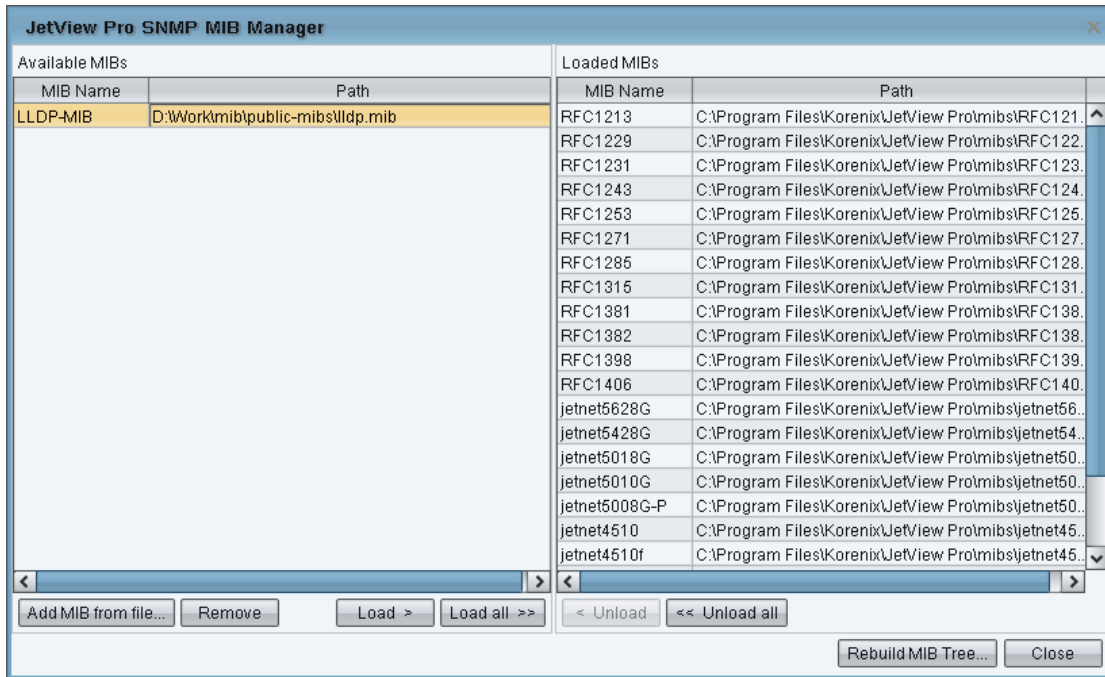 JetView Pro SNMP MIB Manager
Available MIBs
MIB Name Path
LLDP-MIB D:\Work\mib\public-mibs\lldp.mib
Add MIB from file... Remove Load > Load all >>
Loaded MIBs
MIB Name Path
RFC1213 C:\Program Files\Korenix\JetView Pro\mibs\RFC121.
RFC1229 C:\Program Files\Korenix\JetView Pro\mibs\RFC122.
RFC1231 C:\Program Files\Korenix\JetView Pro\mibs\RFC123.
RFC1243 C:\Program Files\Korenix\JetView Pro\mibs\RFC124.
RFC1253 C:\Program Files\Korenix\JetView Pro\mibs\RFC125.
RFC1271 C:\Program Files\Korenix\JetView Pro\mibs\RFC127.
RFC1285 C:\Program Files\Korenix\JetView Pro\mibs\RFC128.
RFC1315 C:\Program Files\Korenix\JetView Pro\mibs\RFC131.
RFC1381 C:\Program Files\Korenix\JetView Pro\mibs\RFC138.
RFC1382 C:\Program Files\Korenix\JetView Pro\mibs\RFC138.
RFC1398 C:\Program Files\Korenix\JetView Pro\mibs\RFC139.
RFC1406 C:\Program Files\Korenix\JetView Pro\mibs\RFC140.
jetnet5628G C:\Program Files\Korenix\JetView Pro\mibs\jetnet56..
jetnet5428G C:\Program Files\Korenix\JetView Pro\mibs\jetnet54..
jetnet5018G C:\Program Files\Korenix\JetView Pro\mibs\jetnet50..
jetnet5010G C:\Program Files\Korenix\JetView Pro\mibs\jetnet50..
jetnet5008G-P C:\Program Files\Korenix\JetView Pro\mibs\jetnet50..
jetnet4510 C:\Program Files\Korenix\JetView Pro\mibs\jetnet45..
jetnet4510f C:\Program Files\Korenix\JetView Pro\mibs\jetnet45..
< Unload << Unload all
Rebuild MIB Tree... Close